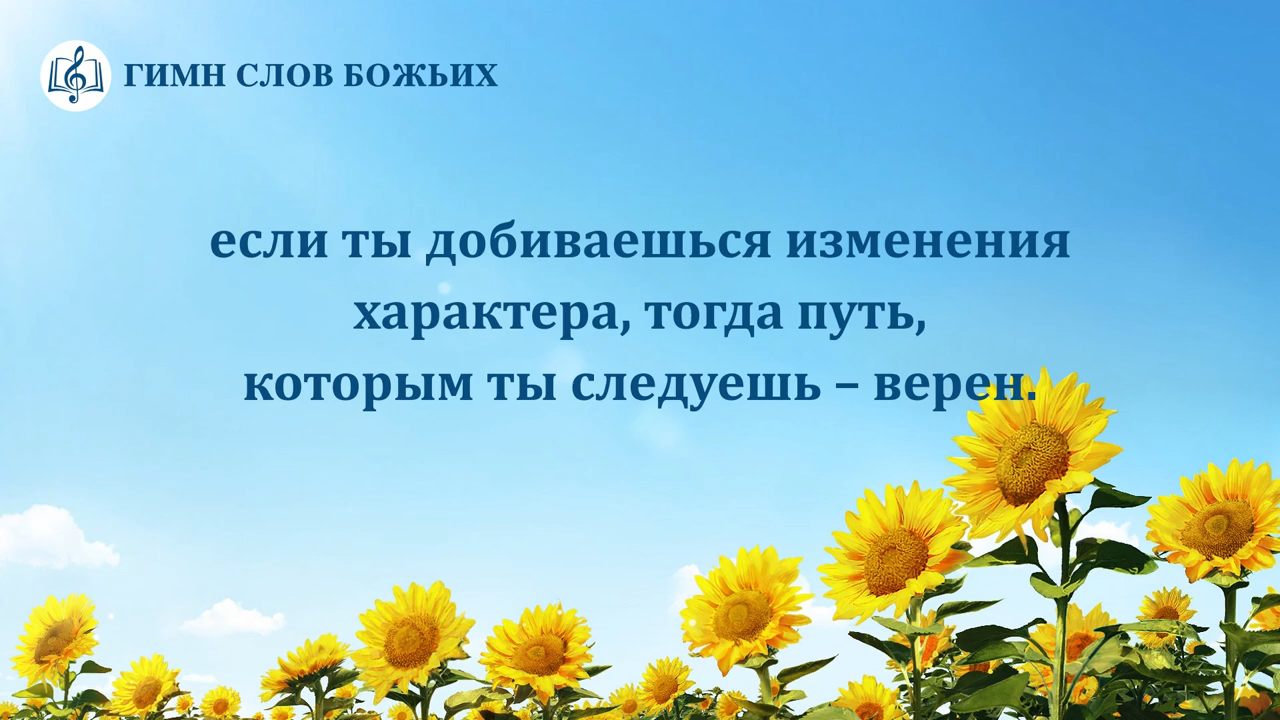 ГИМН СЛОВ БОЖЬИХ
если ты добиваешься изменения
характера, тогда путь,
которым ты следуешь – верен.